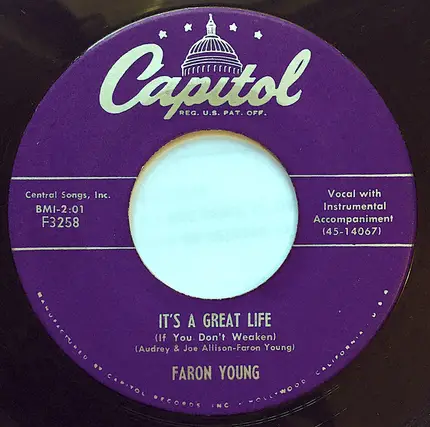 Capitol
REG. U.S. PAT. OFF.
Central Songs, Inc.
BMI-2:01
F3258
Vocal with
Instrumental
Accompaniment
(45-14067)
IT'S A GREAT LIFE
(If You Don't Weaken)
(Audrey & Joe Allison-Faron Young)
FARON YOUNG
MANUFACTURED BY CAPITOL RECORDS INC. • HOLLYWOOD, CALIFORNIA, U.S.A.